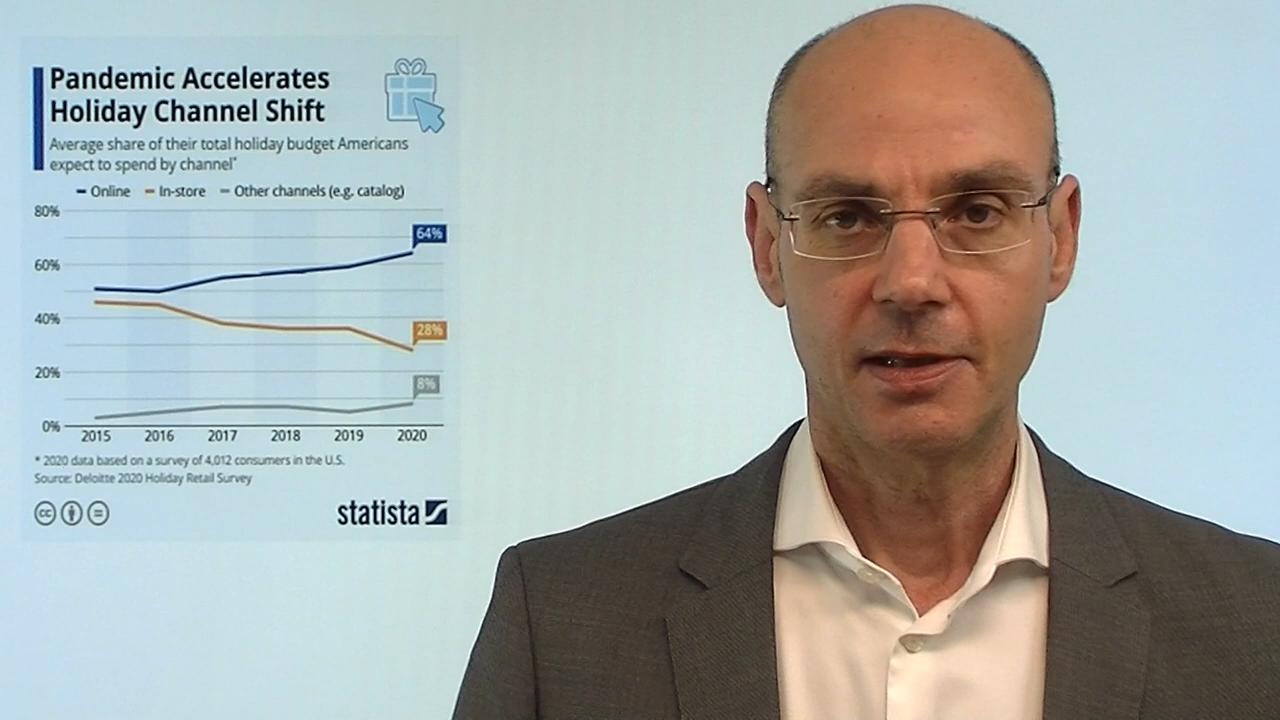 Pandemic Accelerates
Holiday Channel Shift
Average share of their total holiday budget Americans
expect to spend by channel*
Online In-store Other channels (e.g. catalog)
80%
64%
60%
40%
28%
20%
8%
0%
2015 2016 2017 2018 2019 2020
* 2020 data based on a survey of 4,012 consumers in the U.S.
Source: Deloitte 2020 Holiday Retail Survey
cc
statista